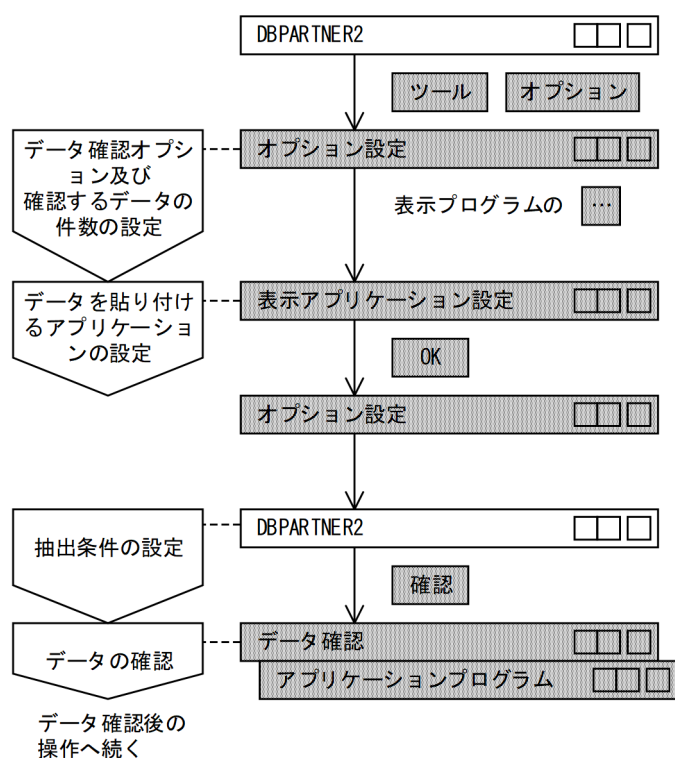 DBPARTNER2
ツール オプション
データ確認オプシ
ョン及び
確認するデータの
件数の設定
オプション設定
表示プログラムの …
データを貼り付け
るアプリケーショ
ンの設定
表示アプリケーション設定
OK
オプション設定
抽出条件の設定
DBPARTNER2
確認
データの確認
データ確認
アプリケーションプログラム
データ確認後の
操作へ続く